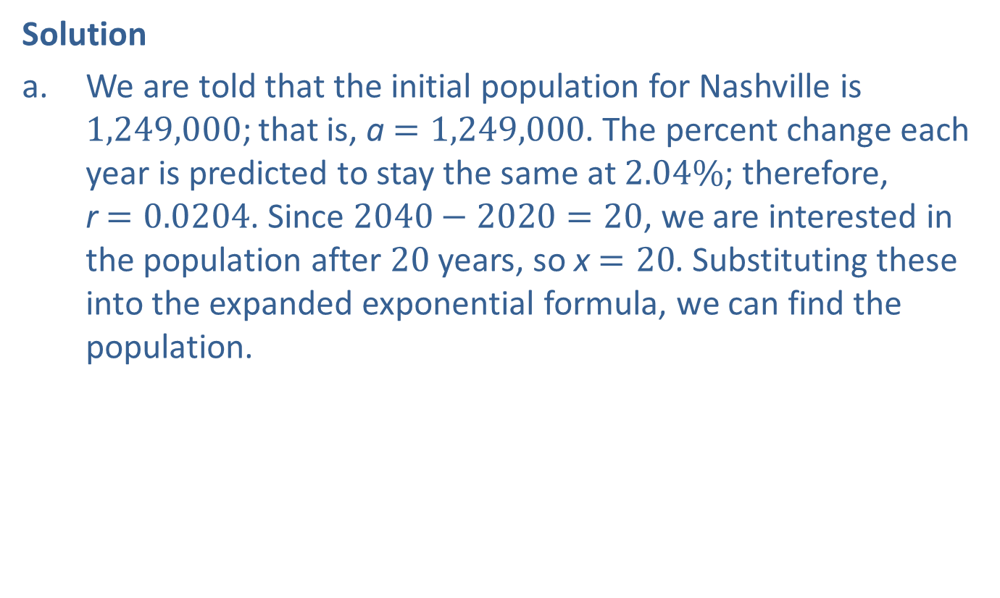 Solution
a. We are told that the initial population for Nashville is
1,249,000; that is, a = 1,249,000. The percent change each
year is predicted to stay the same at 2.04%; therefore,
r = 0.0204. Since 2040 − 2020 = 20, we are interested in
the population after 20 years, so x = 20. Substituting these
into the expanded exponential formula, we can find the
population.